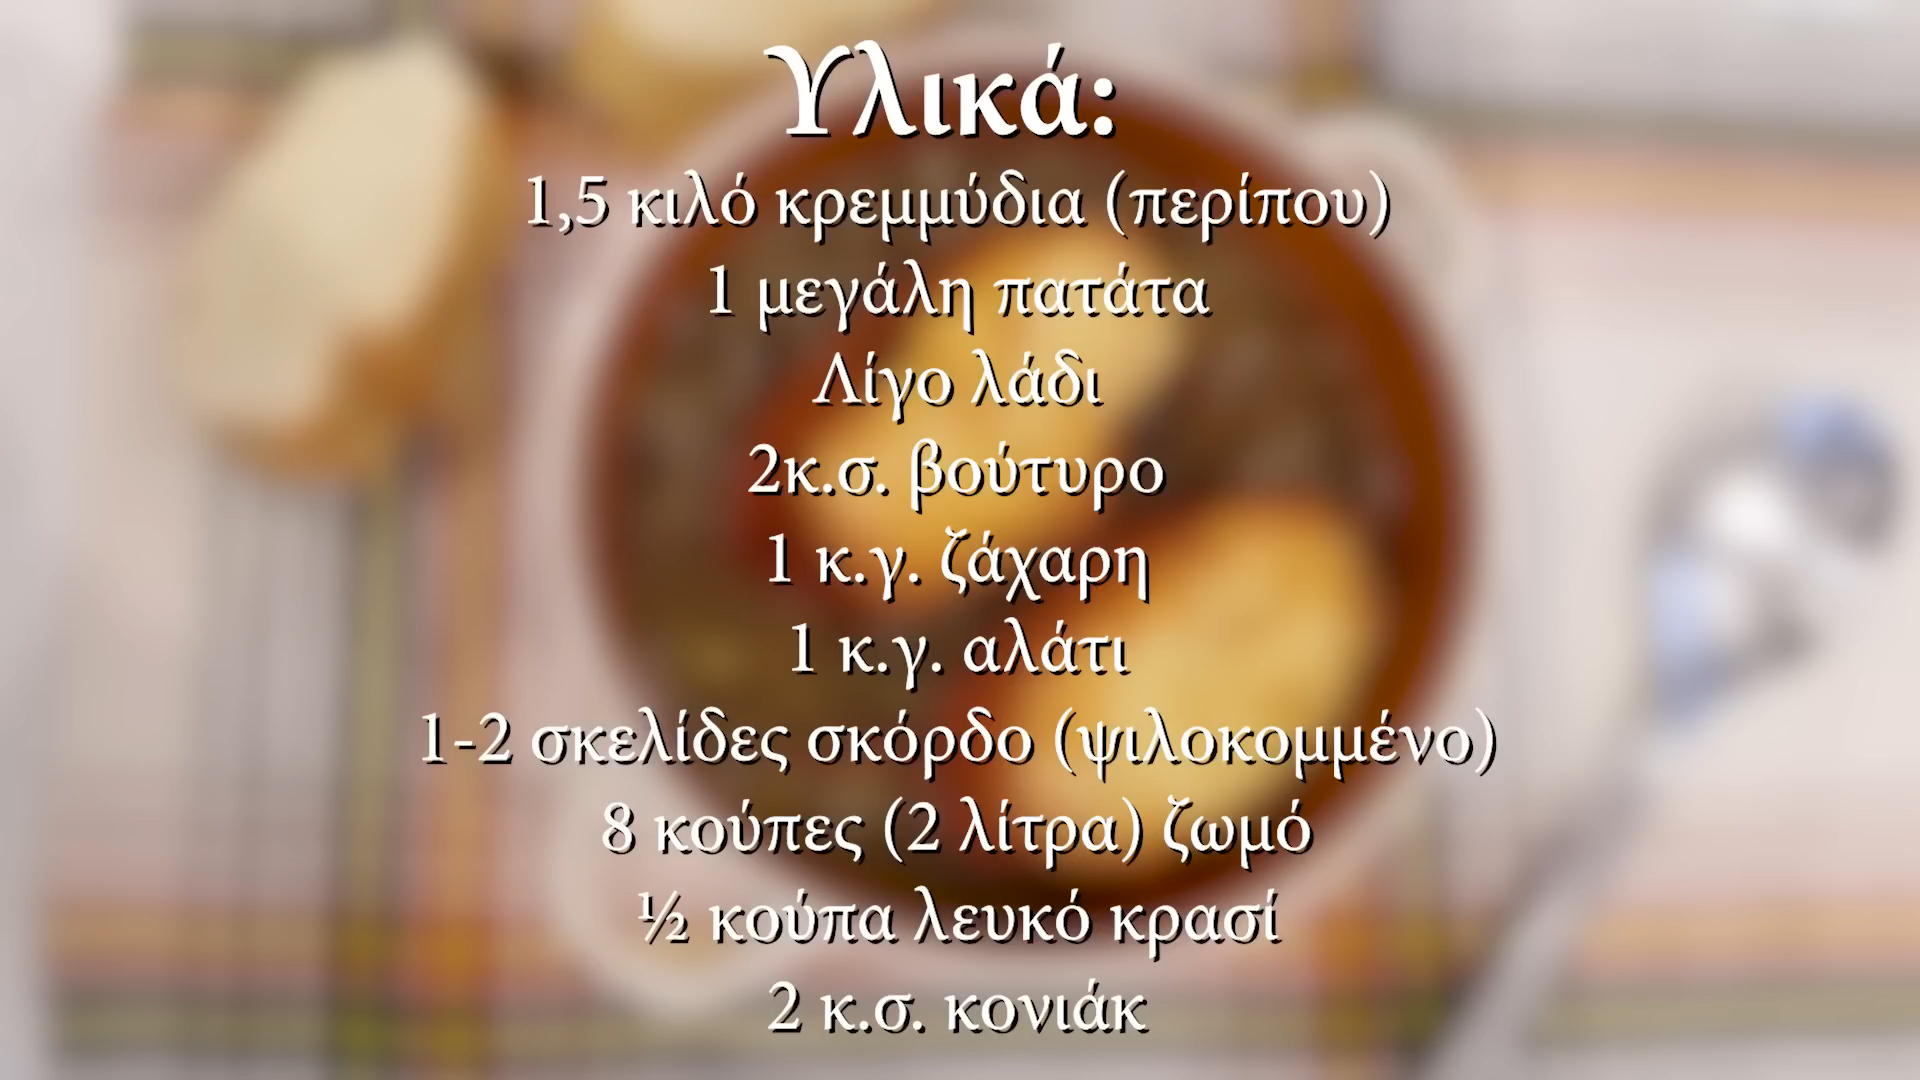 Υλικά:
1,5 κιλό κρεμμύδια (περίπου)
1 μεγάλη πατάτα
Λίγο λάδι
2κ.σ. βούτυρο
1 κ.γ. ζάχαρη
1 κ.γ. αλάτι
1-2 σκελίδες σκόρδο (ψιλοκομμένο)
8 κούπες (2 λίτρα) ζωμό
½ κούπα λευκό κρασί
2 κ.σ. κονιάκ